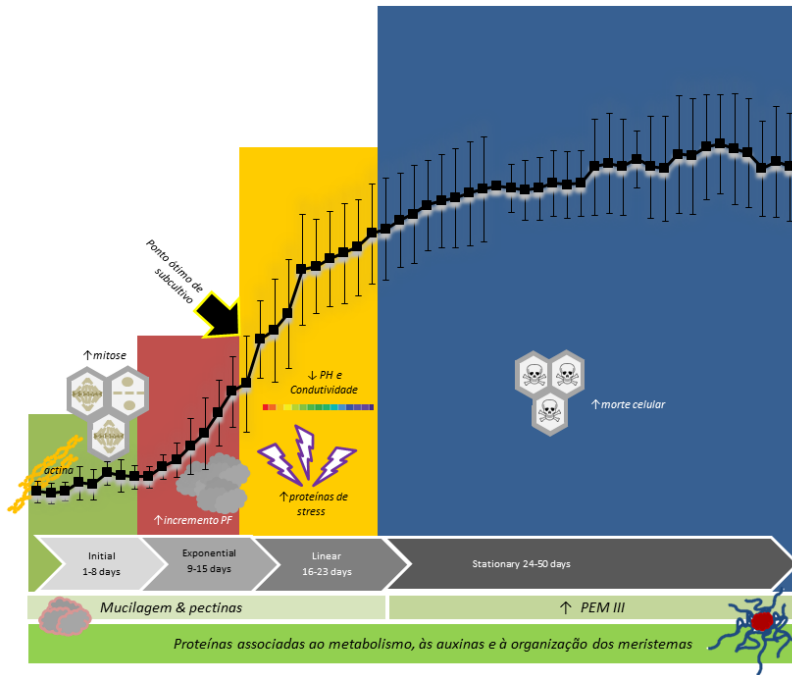 Ponto ótimo de
subcultivo
↑mitose
actina
↑incremento PF
↓ PH e
Condutividade
↑proteínas de
stress
↑morte celular
Initial
1-8 days
Exponential
9-15 days
Linear
16-23 days
Stationary 24-50 days
Mucilagem & pectinas
↑ PEM III
Proteínas associadas ao metabolismo, às auxinas e à organização dos meristemas